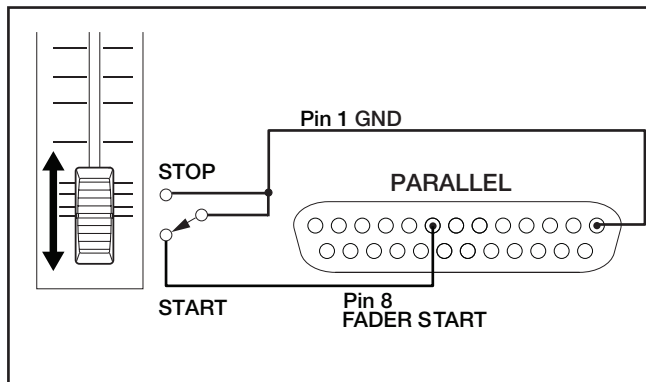 Pin 1 GND
STOP
PARALLEL
START
Pin 8
FADER START